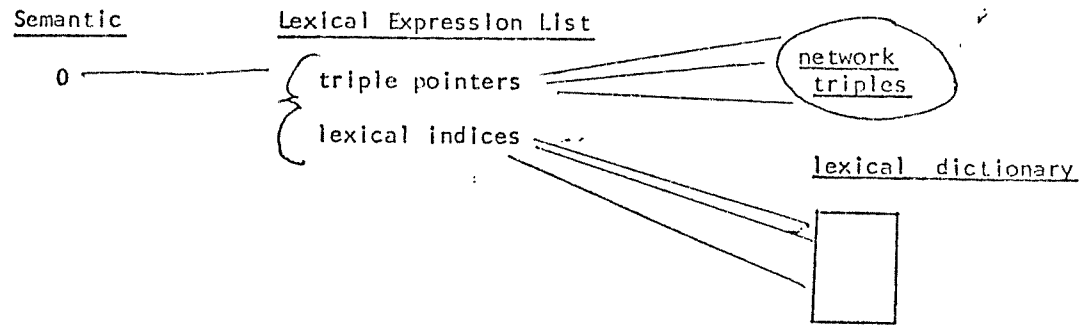 Semantic Lexical Expression List
0 triple pointers network
triples
lexical indices
lexical dictionary